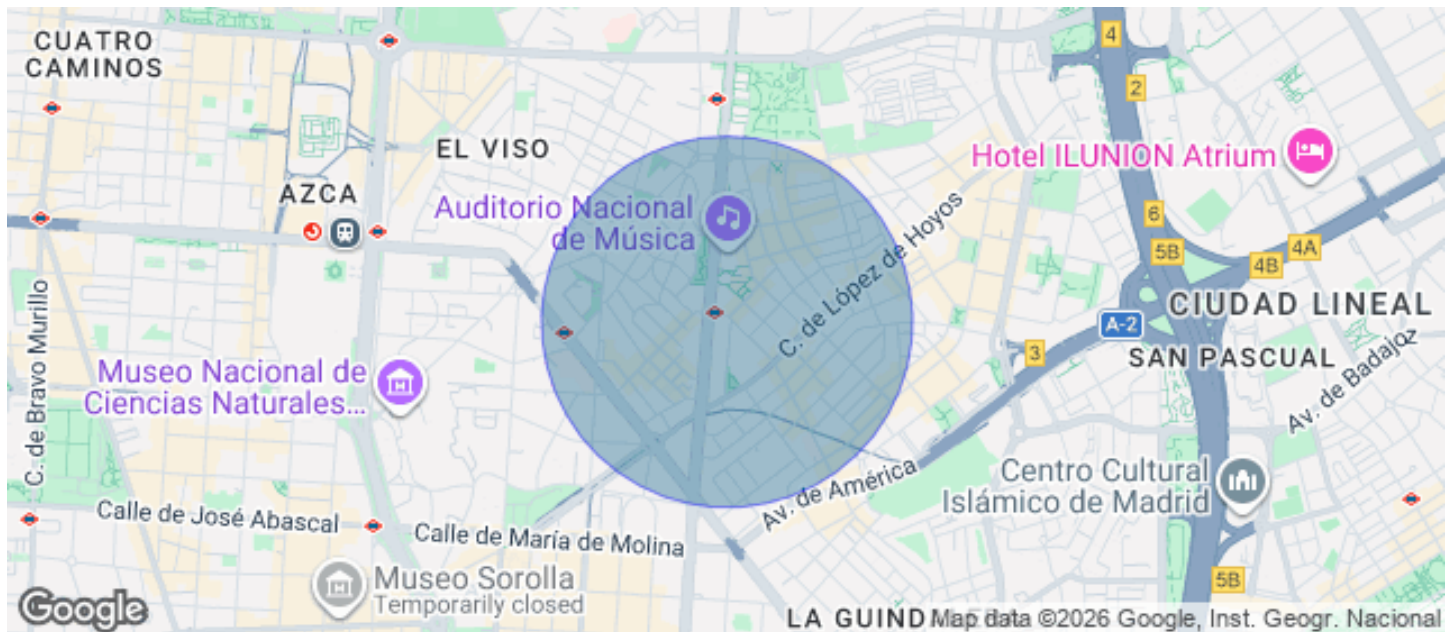 CUATRO
CAMINOS
4
2
EL VISO
Hotel ILUNION Atrium
AZCA
Auditorio Nacional
de Música
6
5B
4A
4B
C. de López de Hoyos
CIUDAD LINEAL
A-2
3
SAN PASCUAL
C. de Bravo Murillo
Museo Nacional de
Ciencias Naturales...
Av. de Badajoz
Av. de América
Centro Cultural
Islámico de Madrid
Calle de José Abascal
Calle de María de Molina
Museo Sorolla
Temporarily closed
5B
Google
LA GUIND
Map data ©2026 Google, Inst. Geogr. Nacional